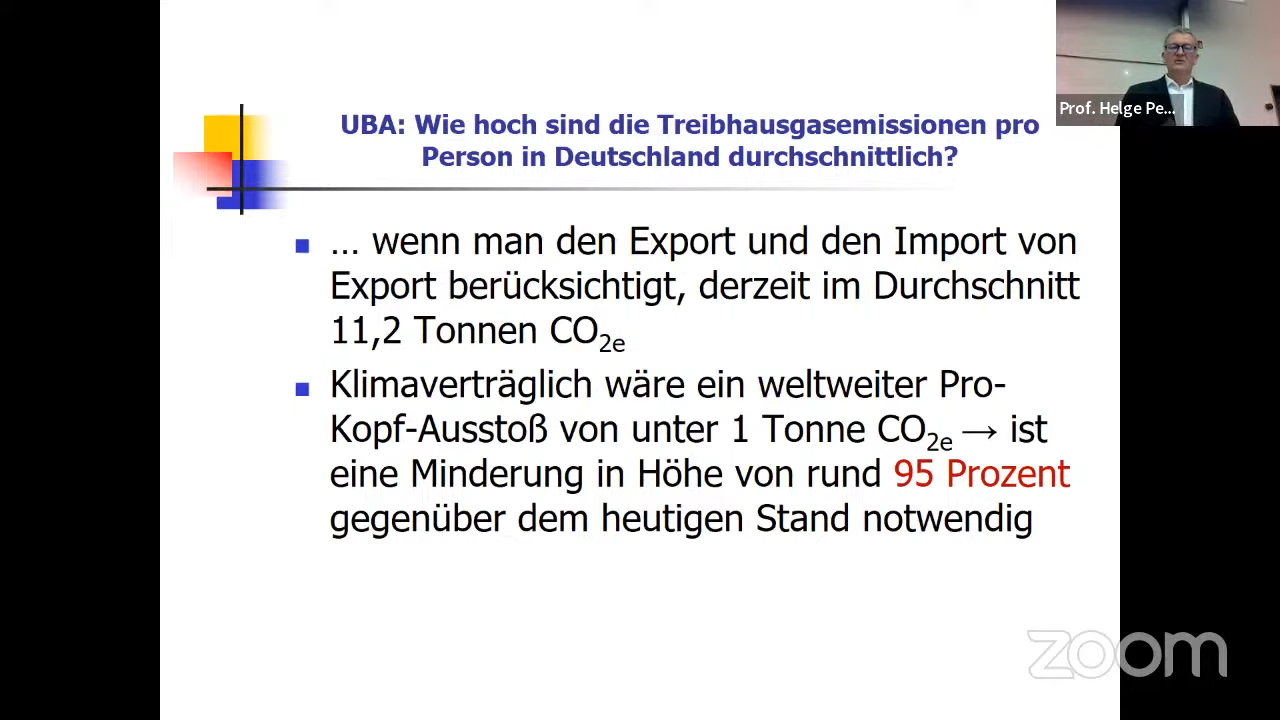 UBA: Wie hoch sind die Treibhausgasemissionen pro
Person in Deutschland durchschnittlich?
... wenn man den Export und den Import von
Export berücksichtigt, derzeit im Durchschnitt
11,2 Tonnen CO2e
Klimaverträglich wäre ein weltweiter Pro-
Kopf-Ausstoß von unter 1 Tonne CO2e → ist
eine Minderung in Höhe von rund 95 Prozent
gegenüber dem heutigen Stand notwendig
Prof. Helge Pe...
zoom